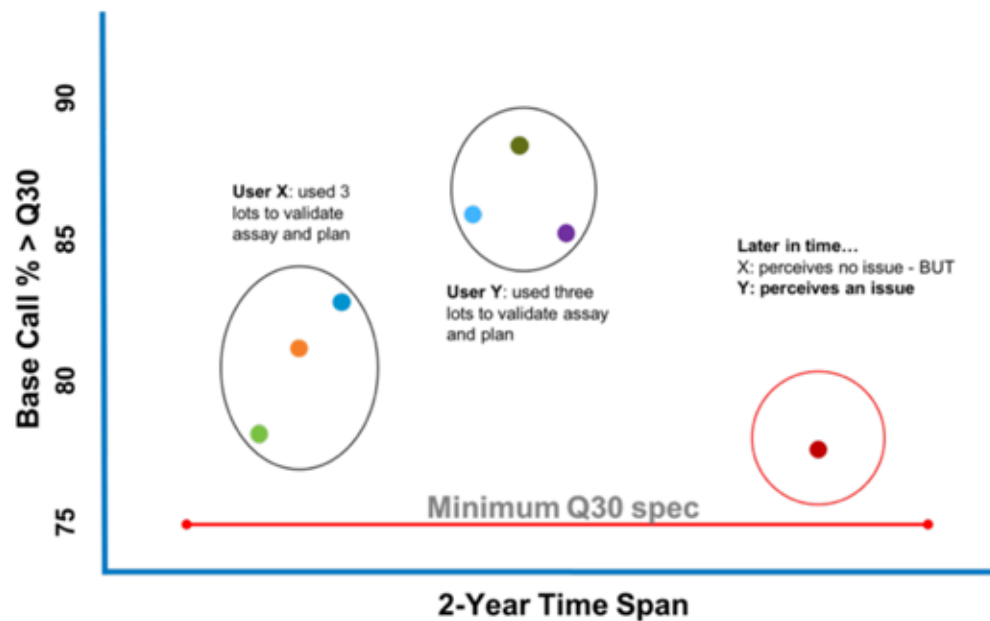 Base Call % > Q30
90
85
80
75
User X: used 3
lots to validate
assay and plan
User Y: used three
lots to validate assay
and plan
Later in time...
X: perceives no issue - BUT
Y: perceives an issue
Minimum Q30 spec
2-Year Time Span